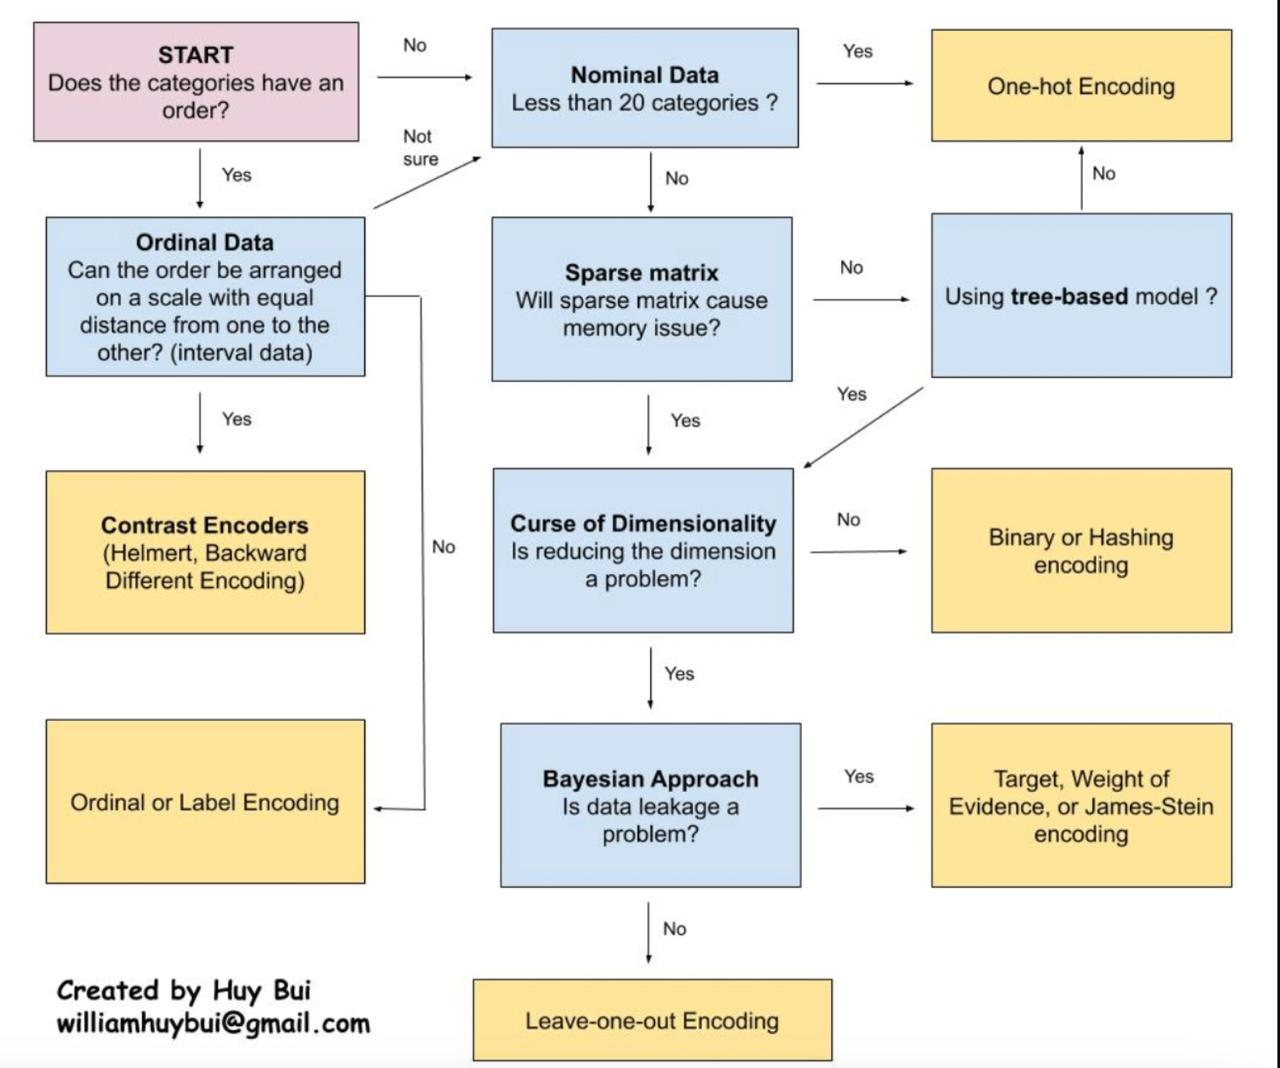 START
Does the categories have an
order?
No
Nominal Data
Less than 20 categories ?
Yes
One-hot Encoding
Not
sure
Yes
No
No
Ordinal Data
Can the order be arranged
on a scale with equal
distance from one to the
other? (interval data)
Sparse matrix
Will sparse matrix cause
memory issue?
No
Using tree-based model ?
Yes
Yes
Yes
Contrast Encoders
(Helmert, Backward
Different Encoding)
No
Curse of Dimensionality
Is reducing the dimension
a problem?
No
Binary or Hashing
encoding
Yes
Ordinal or Label Encoding
Bayesian Approach
Is data leakage a
problem?
Yes
Target, Weight of
Evidence, or James-Stein
encoding
No
Created by Huy Bui
williamhuybui@gmail.com
Leave-one-out Encoding